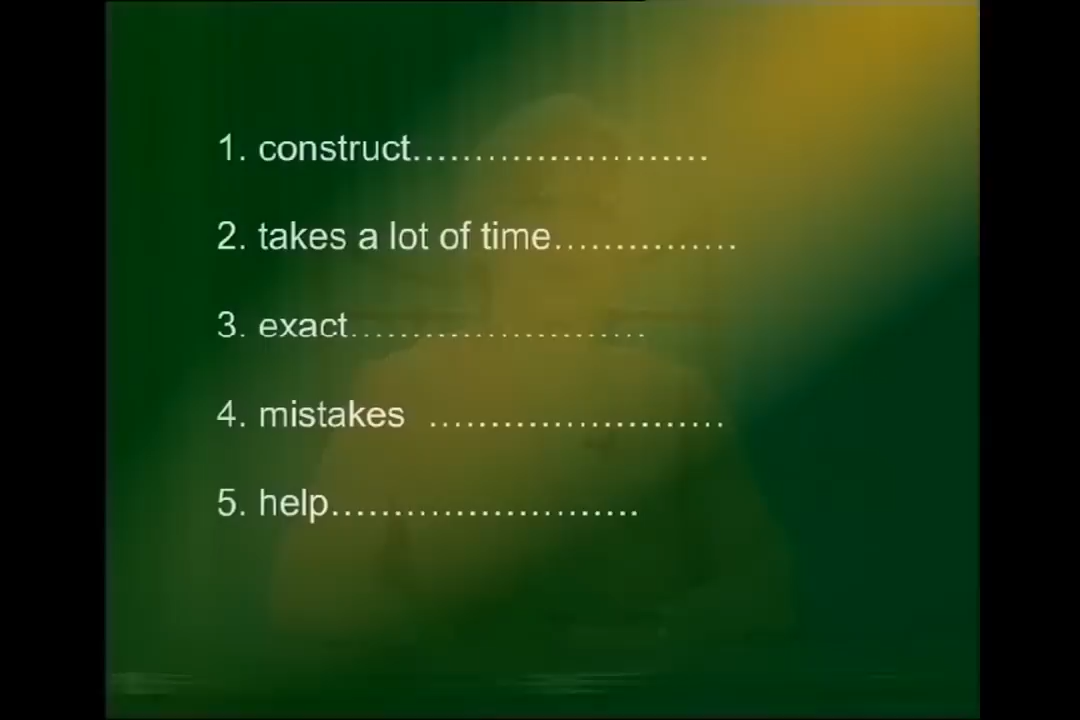 1. construct.......................
2. takes a lot of time...............
3. exact........................
4. mistakes ........................
5. help.........................